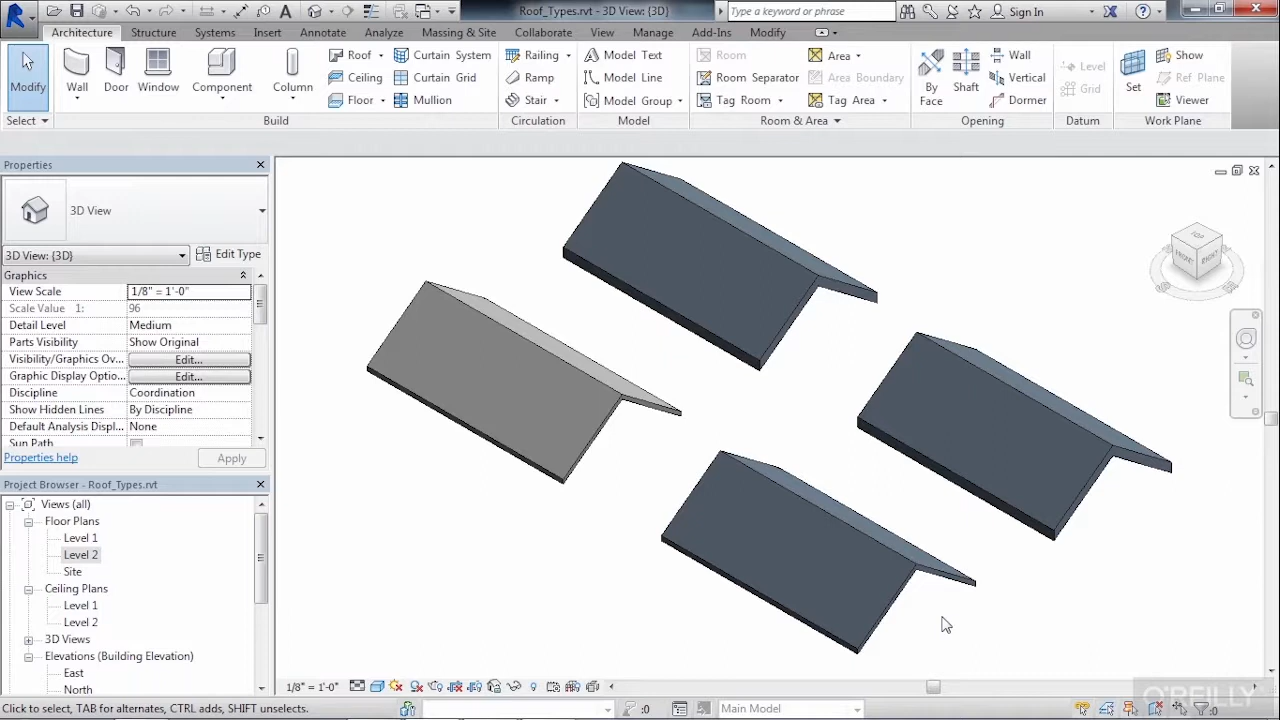 Roof_Types.rvt - 3D View: {3D}
Type a keyword or phrase
Sign In
Architecture Structure Systems Insert Annotate Analyze Massing & Site Collaborate View Manage Add-Ins Modify
Modify
Wall
Door
Window
Component
Column
Roof
Ceiling
Floor
Curtain System
Curtain Grid
Mullion
Railing
Ramp
Stair
Model Text
Model Line
Model Group
Room
Room Separator
Tag Room
Area
Area Boundary
Tag Area
By Face
Shaft
Wall
Vertical
Dormer
Level
Grid
Set
Show
Ref Plane
Viewer
Select Build Circulation Model Room & Area Opening Datum Work Plane
Properties
3D View
3D View: {3D} Edit Type
Graphics
View Scale 1/8" = 1'-0"
Scale Value 1: 96
Detail Level Medium
Parts Visibility Show Original
Visibility/Graphics Ov... Edit...
Graphic Display Optio... Edit...
Discipline Coordination
Show Hidden Lines By Discipline
Default Analysis Displ... None
Sun Path
Properties help Apply
Project Browser - Roof_Types.rvt
Views (all)
Floor Plans
Level 1
Level 2
Site
Ceiling Plans
Level 1
Level 2
3D Views
Elevations (Building Elevation)
East
North
TOP
FRONT
RIGHT
1/8" = 1'-0"
Click to select, TAB for alternates, CTRL adds, SHIFT unselects.
:0
Main Model
:0
O'REILLY